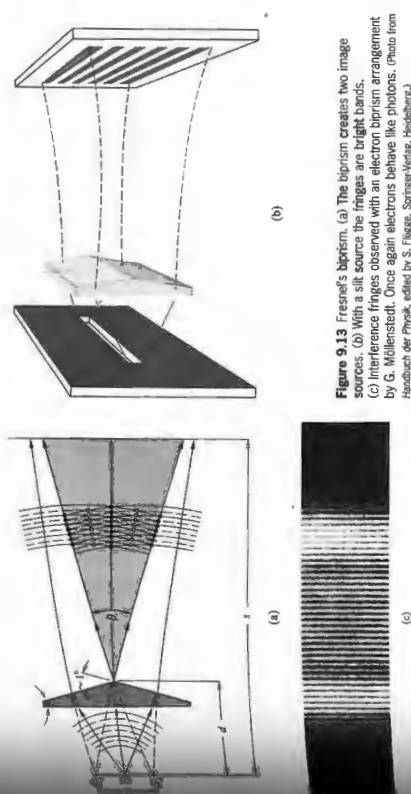 (b)
Figure 9.13 Fresnel's biprism. (a) The biprism creates two image
sources. (b) With a slit source the fringes are bright bands.
(c) Interference fringes observed with an electron biprism arrangement
by G. Möllenstedt. Once again electrons behave like photons. (Photo from
Handbuch der Physik, edited by S. Flügge, Springer-Verlag, Heidelberg.)
θ
d
s
(a)
(c)